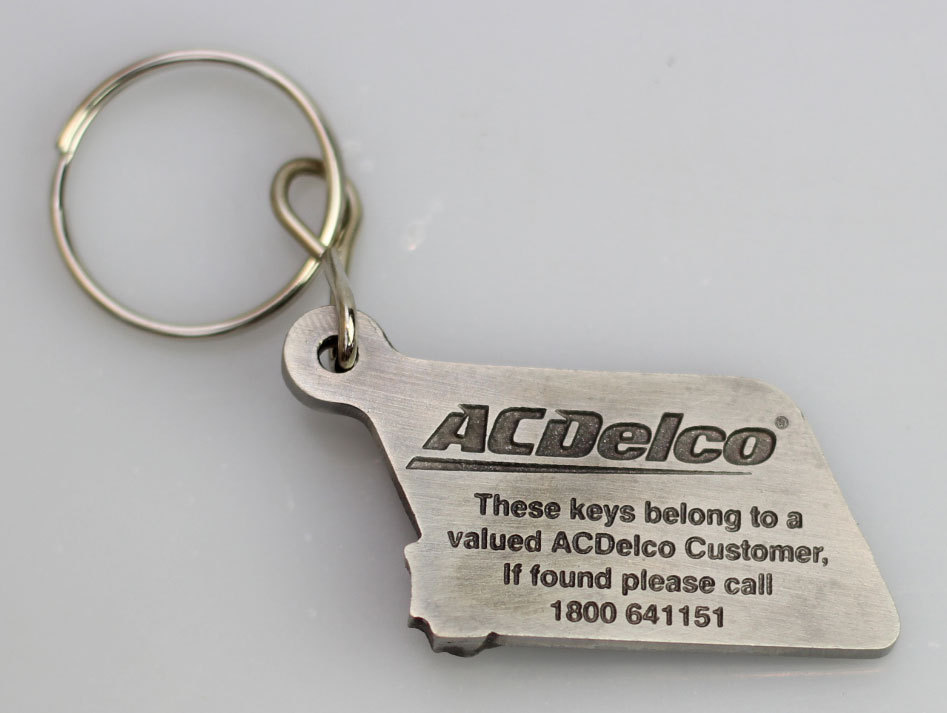 ACDelco®
These keys belong to a
valued ACDelco Customer,
If found please call
1800 641151